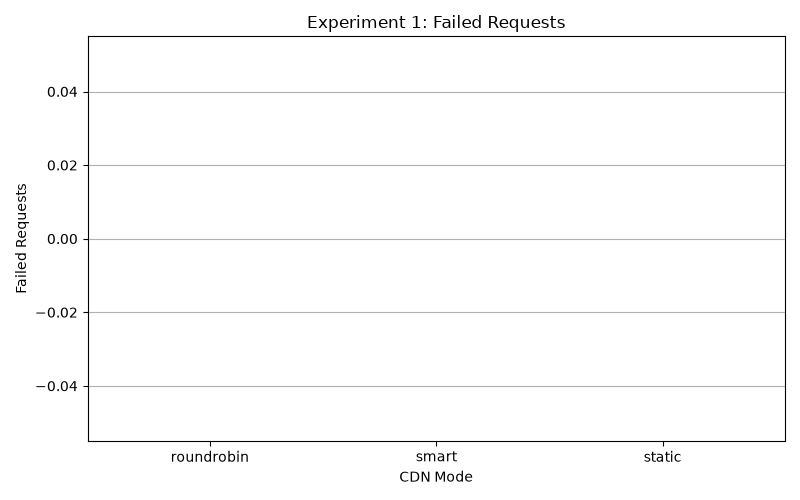 Experiment 1: Failed Requests
Failed Requests
0.04
0.02
0.00
−0.02
−0.04
roundrobin
smart
static
CDN Mode